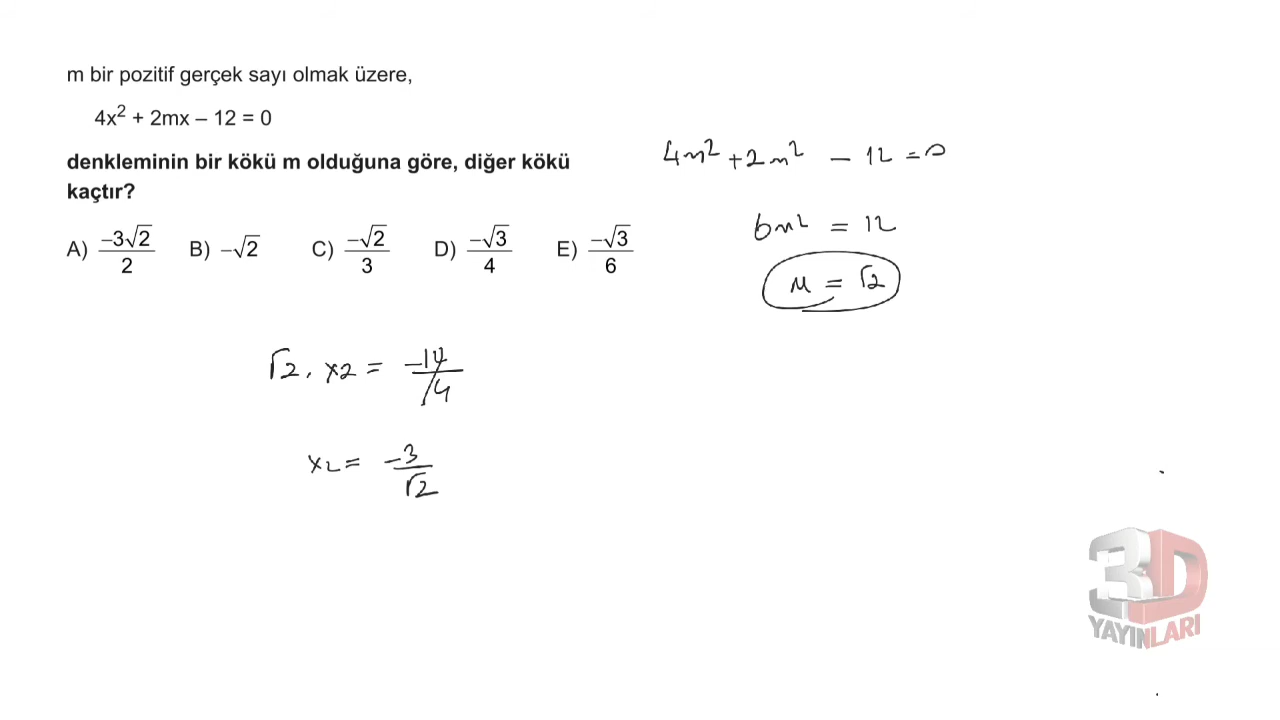 m bir pozitif gerçek sayı olmak üzere,
4x² + 2mx – 12 = 0
denkleminin bir kökü m olduğuna göre, diğer kökü
kaçtır?
A) –3√2/2 B) –√2 C) –√2/3 D) –√3/4 E) –√3/6
4m² + 2m² – 12 = 0
6m² = 12
m = √2
√2 . x2 = –12/4
x2 = –3/√2
3D
YAYINLARI